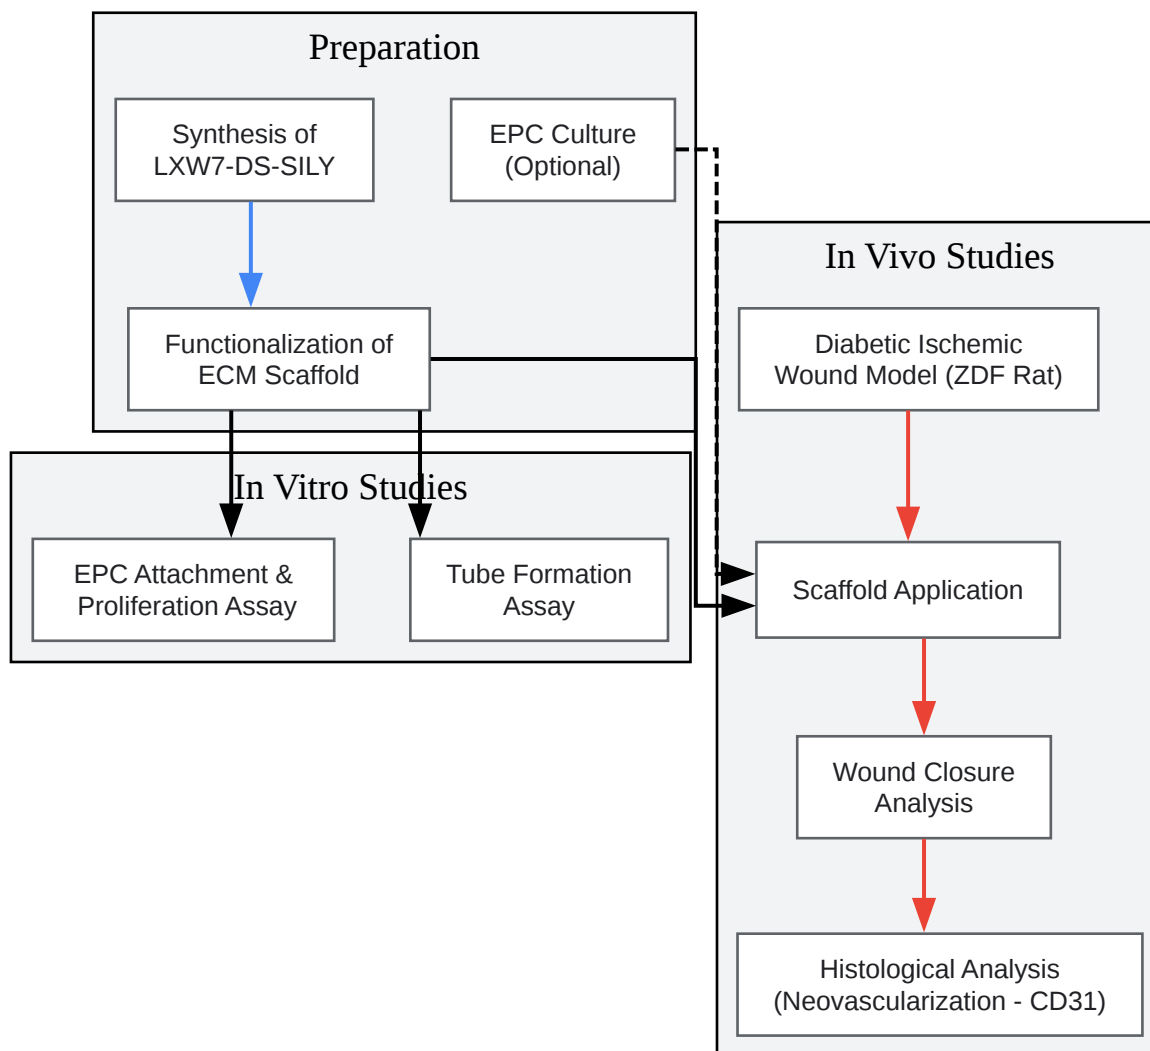 Preparation
Synthesis of
LXW7-DS-SILY
EPC Culture
(Optional)
Functionalization of
ECM Scaffold
In Vitro Studies
EPC Attachment &
Proliferation Assay
Tube Formation
Assay
In Vivo Studies
Diabetic Ischemic
Wound Model (ZDF Rat)
Scaffold Application
Wound Closure
Analysis
Histological Analysis
(Neovascularization - CD31)